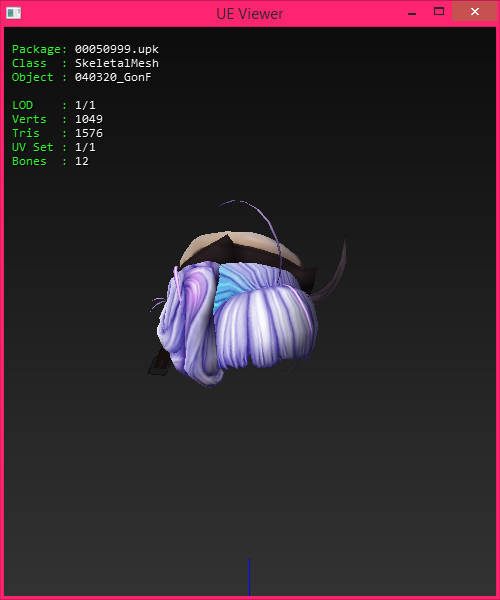 UE Viewer
Package: 00050999.upk
Class : SkeletalMesh
Object : 040320_GonF
LOD : 1/1
Verts : 1049
Tris : 1576
UV Set : 1/1
Bones : 12